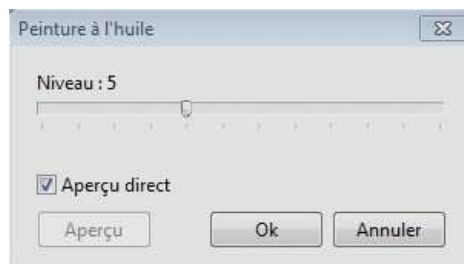 Peinture à l'huile
Niveau : 5
Aperçu direct
Aperçu Ok Annuler